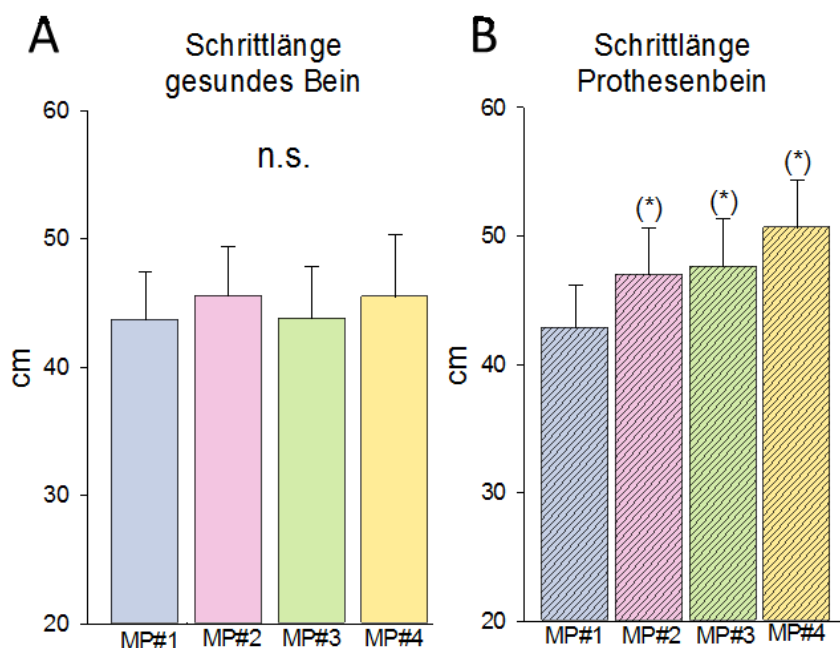 A
Schrittlänge
gesundes Bein
60
n.s.
50
40
cm
30
20
MP#1 MP#2 MP#3 MP#4
B
Schrittlänge
Prothesenbein
60
(*)
(*)
(*)
50
40
cm
30
20
MP#1 MP#2 MP#3 MP#4